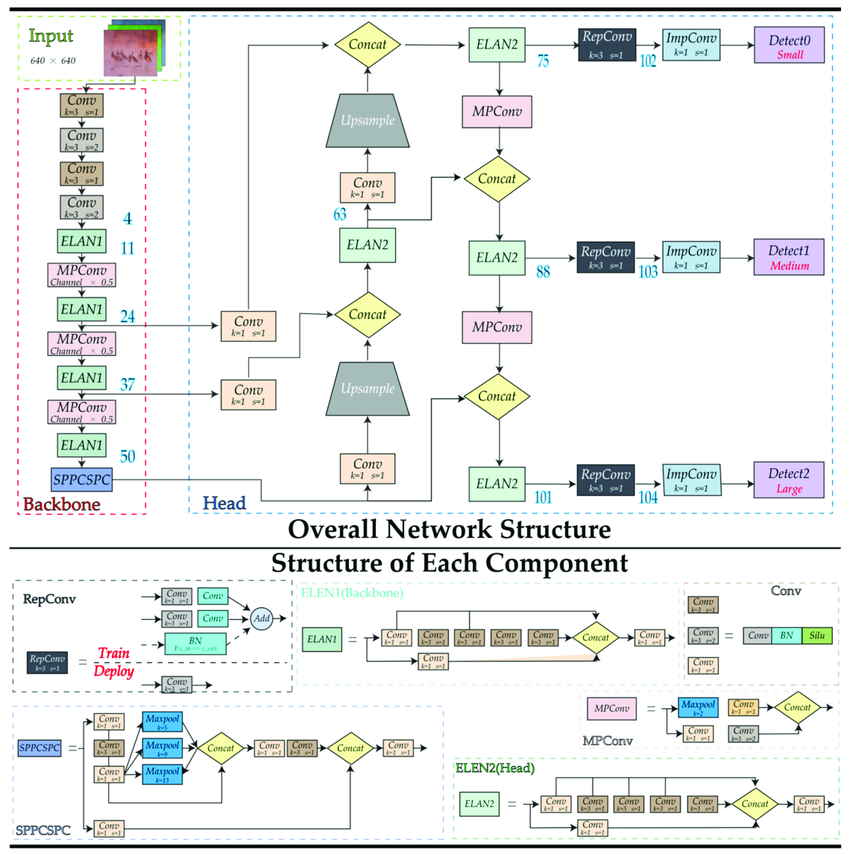 Input
640 × 640
Conv
k=3 s=1
Conv
k=3 s=2
Conv
k=3 s=1
Conv
k=3 s=2
4
ELAN1
11
MPConv
Channel × 0.5
ELAN1
24
MPConv
Channel × 0.5
ELAN1
37
MPConv
Channel × 0.5
ELAN1
50
SPPCSPC
Backbone
Concat
Upsample
Conv
k=1 s=1
63
ELAN2
Conv
k=1 s=1
Concat
Conv
k=1 s=1
Upsample
Conv
k=1 s=1
Head
ELAN2
75
RepConv
k=3 s=1
102
ImpConv
k=1 s=1
Detect0
Small
MPConv
Concat
ELAN2
88
RepConv
k=3 s=1
103
ImpConv
k=1 s=1
Detect1
Medium
MPConv
Concat
ELAN2
101
RepConv
k=3 s=1
104
ImpConv
k=1 s=1
Detect2
Large
Overall Network Structure
Structure of Each Component
RepConv
Conv
k=1 s=1
Conv
Conv
k=3 s=1
Conv
Add
BN
RepConv
k=3 s=1
=
Train
Deploy
Conv
k=3 s=1
ELEN1(Backbone)
ELAN1
=
Conv
k=1 s=1
Conv
k=3 s=1
Conv
k=3 s=1
Conv
k=3 s=1
Conv
k=3 s=1
Concat
Conv
k=1 s=1
Conv
k=1 s=1
Conv
Conv
k=3 s=1
Conv
k=3 s=2
Conv
k=1 s=1
=
Conv
BN
Silu
SPPCSPC
=
Conv
k=1 s=1
Conv
k=3 s=1
Conv
k=1 s=1
Maxpool
k=5
Maxpool
k=9
Maxpool
k=13
Concat
Conv
k=1 s=1
Conv
k=3 s=1
Concat
Conv
k=1 s=1
Conv
k=1 s=1
SPPCSPC
MPConv
=
Maxpool
k=2
Conv
k=1 s=1
Concat
Conv
k=1 s=1
Conv
k=3 s=2
MPConv
ELEN2(Head)
ELAN2
=
Conv
k=1 s=1
Conv
k=3 s=1
Conv
k=3 s=1
Conv
k=3 s=1
Conv
k=3 s=1
Concat
Conv
k=1 s=1
Conv
k=1 s=1